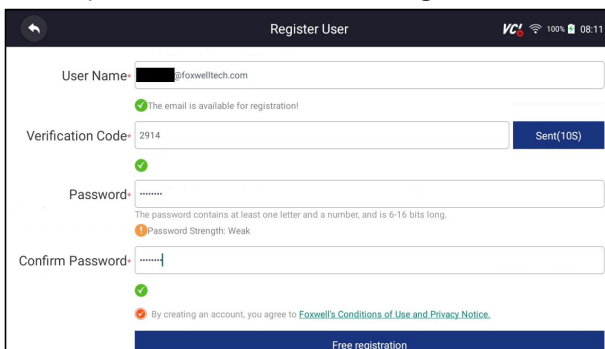 Register User
VCI 100% 08:11
User Name*
@foxwelltech.com
The email is available for registration!
Verification Code* 2914 Sent(10S)
Password* ••••••••
The password contains at least one letter and a number, and is 6-16 bits long.
Password Strength: Weak
Confirm Password* ••••••••
By creating an account, you agree to Foxwell's Conditions of Use and Privacy Notice.
Free registration